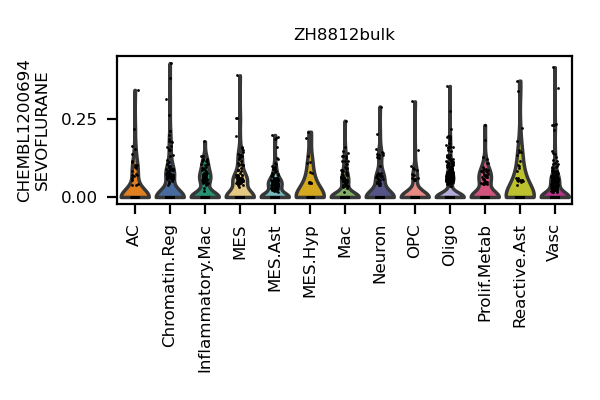 ZH8812bulk
CHEMBL1200694
SEVOFLURANE
0.25
0.00
AC
Chromatin.Reg
Inflammatory.Mac
MES
MES.Ast
MES.Hyp
Mac
Neuron
OPC
Oligo
Prolif.Metab
Reactive.Ast
Vasc